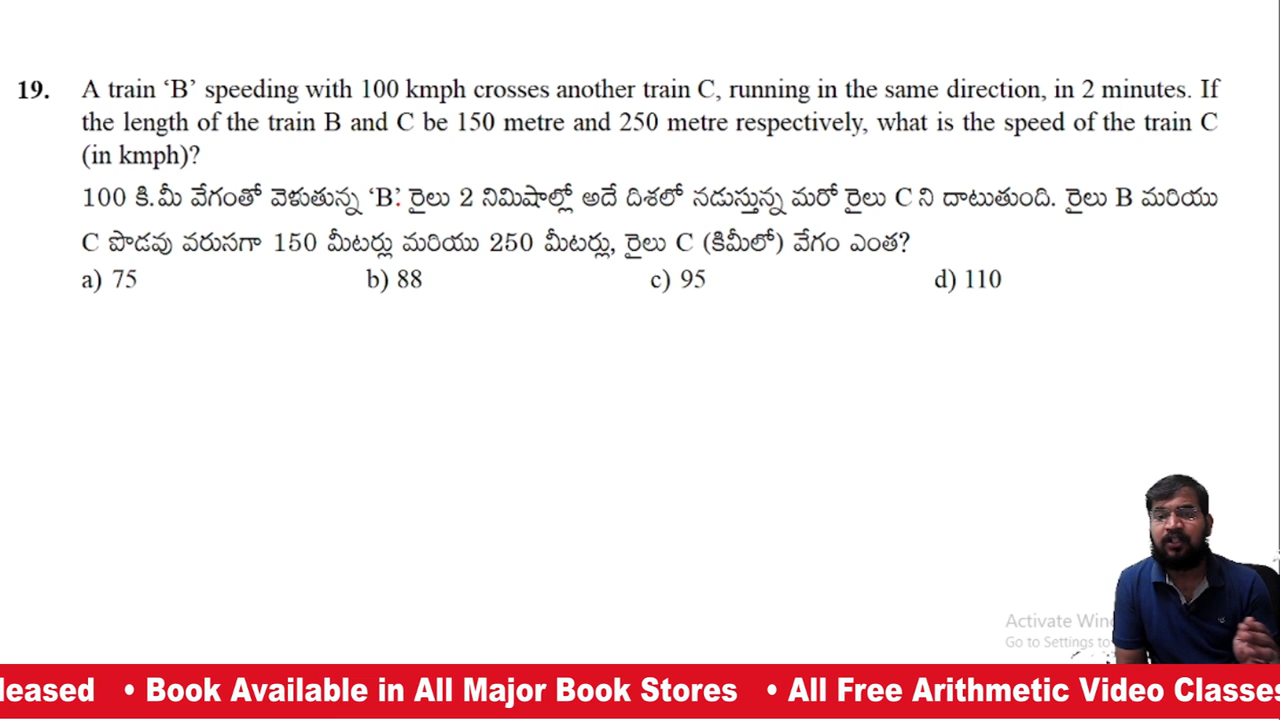 19. A train ‘B’ speeding with 100 kmph crosses another train C, running in the same direction, in 2 minutes. If
the length of the train B and C be 150 metre and 250 metre respectively, what is the speed of the train C
(in kmph)?
100 కి.మీ వేగంతో వెళుతున్న ‘B’. రైలు 2 నిమిషాల్లో అదే దిశలో నడుస్తున్న మరో రైలు C ని దాటుతుంది. రైలు B మరియు
C పొడవు వరుసగా 150 మీటర్లు మరియు 250 మీటర్లు, రైలు C (కిమీలో) వేగం ఎంత?
a) 75 b) 88 c) 95 d) 110
Activate Win
Go to Settings to
leased • Book Available in All Major Book Stores • All Free Arithmetic Video Classes